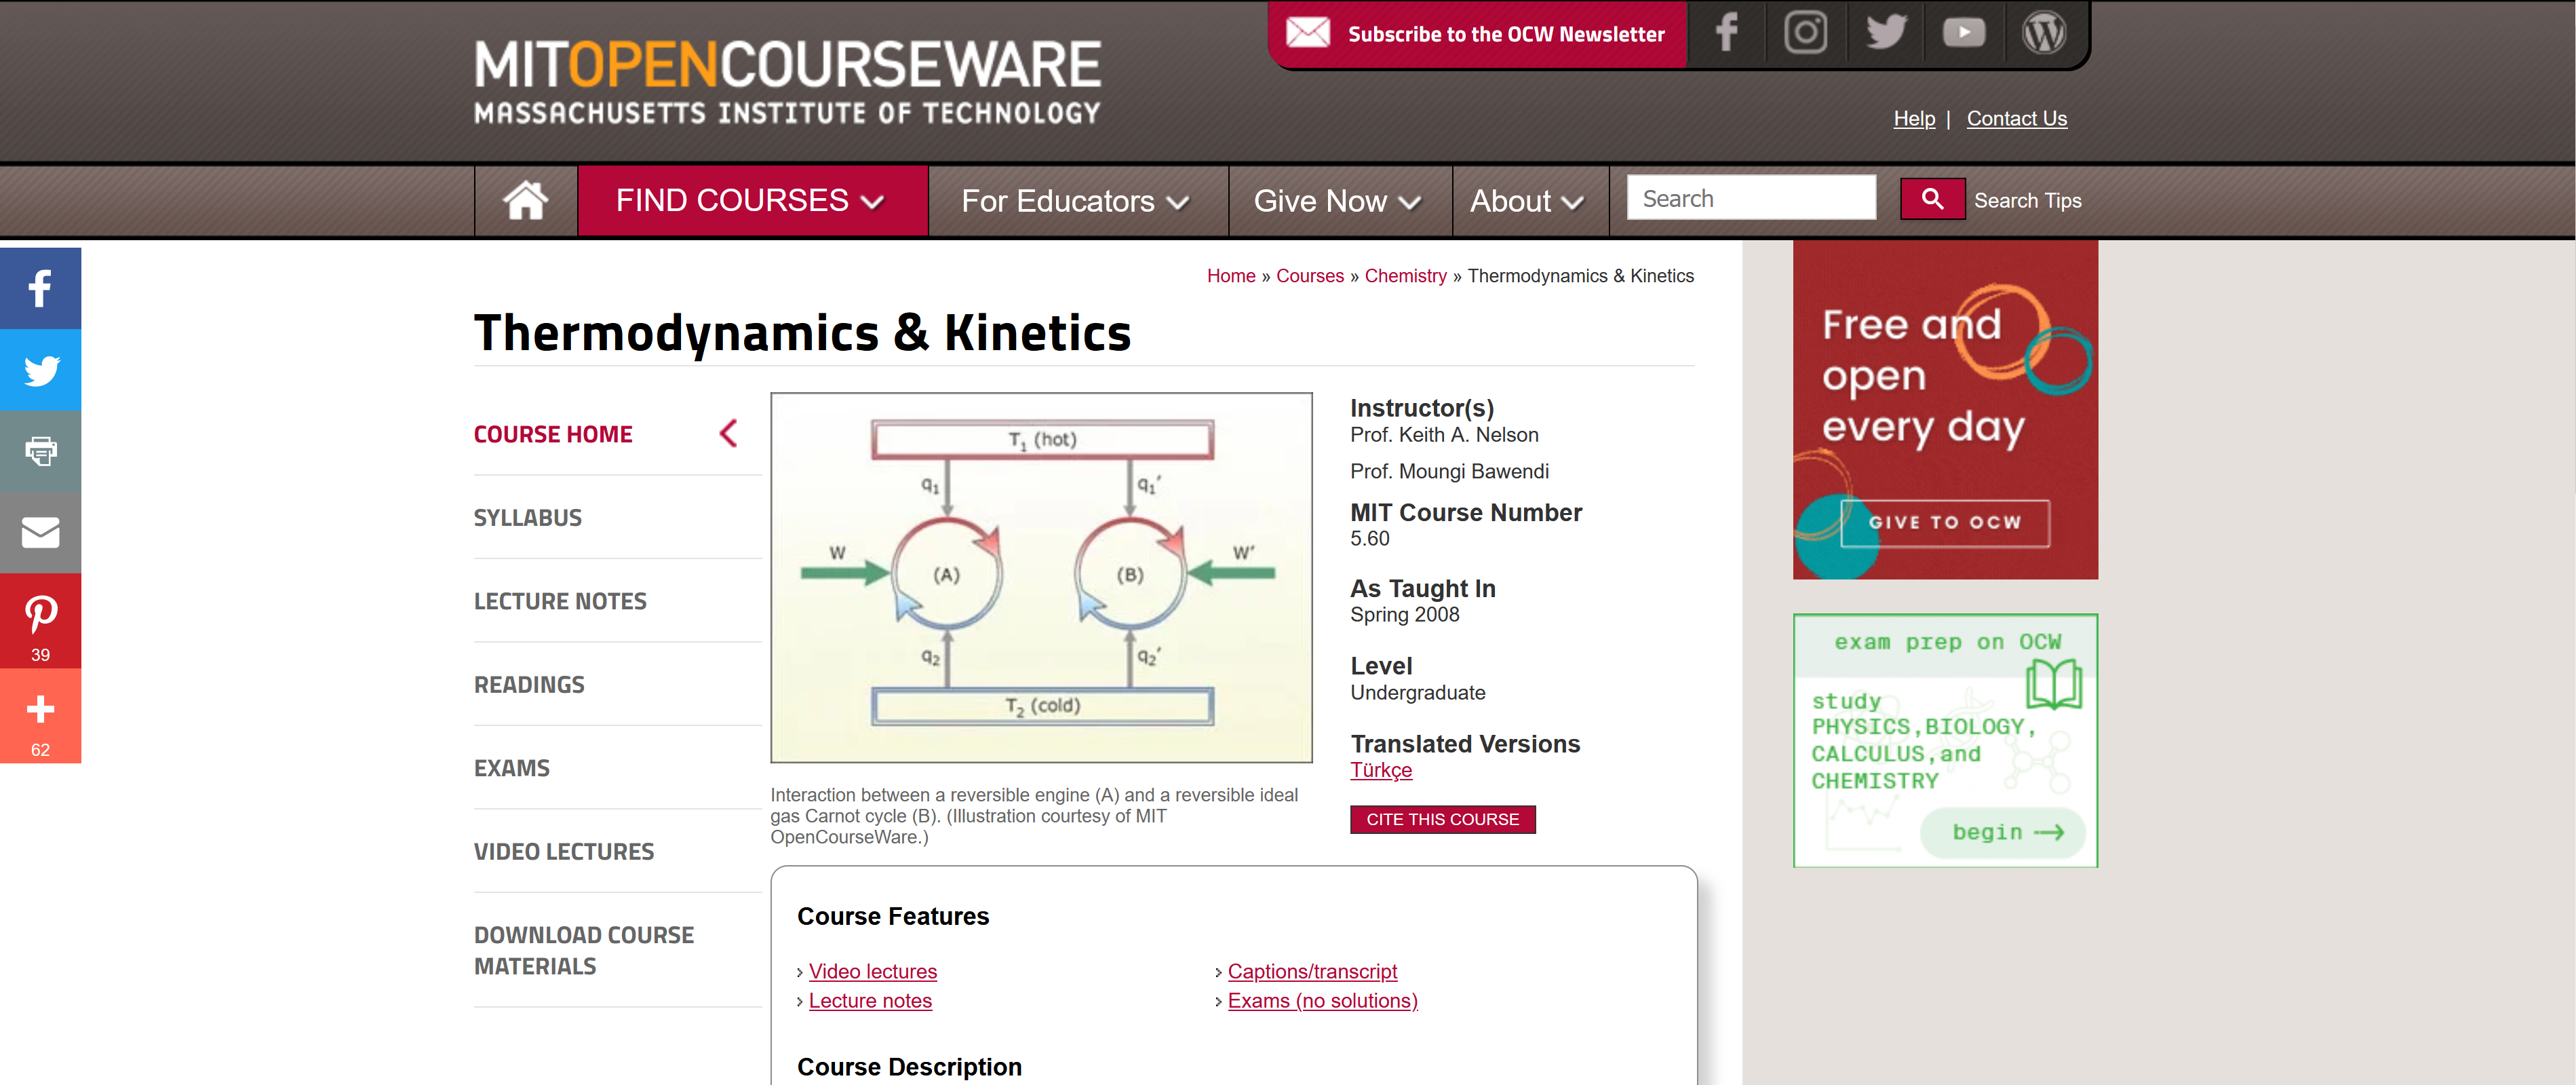 MITOPENCOURSEWARE
MASSACHUSETTS INSTITUTE OF TECHNOLOGY
Subscribe to the OCW Newsletter
Help | Contact Us
FIND COURSES
For Educators
Give Now
About
Search
Search Tips
Home » Courses » Chemistry » Thermodynamics & Kinetics
Thermodynamics & Kinetics
COURSE HOME
SYLLABUS
LECTURE NOTES
READINGS
EXAMS
VIDEO LECTURES
DOWNLOAD COURSE
MATERIALS
39
62
T1 (hot)
q1
q1′
W
(A)
(B)
W′
q2
q2′
T2 (cold)
Interaction between a reversible engine (A) and a reversible ideal
gas Carnot cycle (B). (Illustration courtesy of MIT
OpenCourseWare.)
Instructor(s)
Prof. Keith A. Nelson
Prof. Moungi Bawendi
MIT Course Number
5.60
As Taught In
Spring 2008
Level
Undergraduate
Translated Versions
Türkçe
CITE THIS COURSE
Course Features
Video lectures
Lecture notes
Captions/transcript
Exams (no solutions)
Course Description
Free and
open
every day
GIVE TO OCW
exam prep on OCW
study
PHYSICS,BIOLOGY,
CALCULUS,and
CHEMISTRY
begin